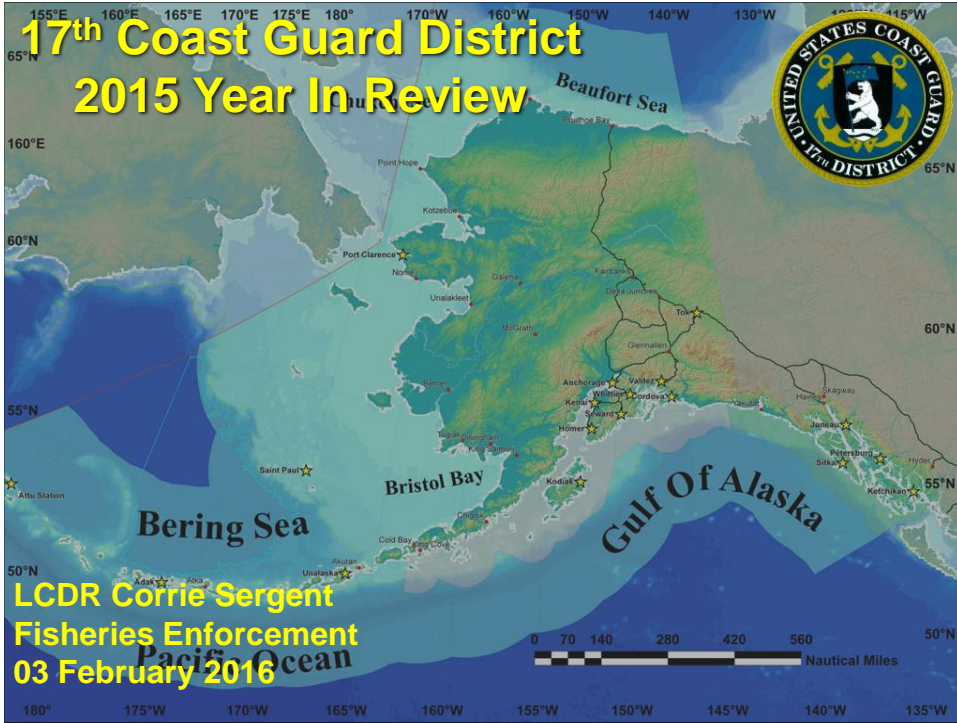 155°E 160°E 165°E 170°E 175°E 180° 170°W 160°W 150°W 140°W 130°W 115°W
17th Coast Guard District
2015 Year In Review
65°N
Beaufort Sea
Prudhoe Bay
UNITED STATES COAST GUARD
17TH DISTRICT
160°E
Point Hope
65°N
Kotzebue
60°N
Port Clarence
Nome
Galena
Fairbanks
Unalakleet
Delta Junction
Tok
McGrath
60°N
Glennallen
Bethel
Anchorage
Valdez
Whittier
Cordova
Kenai
Seward
Homer
Yakutat
Haines
Skagway
55°N
Juneau
Togiak
Dillingham
King Salmon
Petersburg
Sitka
Hyder
Saint Paul
Bristol Bay
Kodiak
Ketchikan
55°N
Attu Station
Gulf Of Alaska
Bering Sea
Chignik
Cold Bay
King Cove
Akutan
50°N
Unalaska
Adak
Atka
LCDR Corrie Sergent
Fisheries Enforcement
Pacific Ocean
03 February 2016
0 70 140 280 420 560
Nautical Miles
50°N
180° 175°W 170°W 165°W 160°W 155°W 150°W 145°W 140°W 135°W